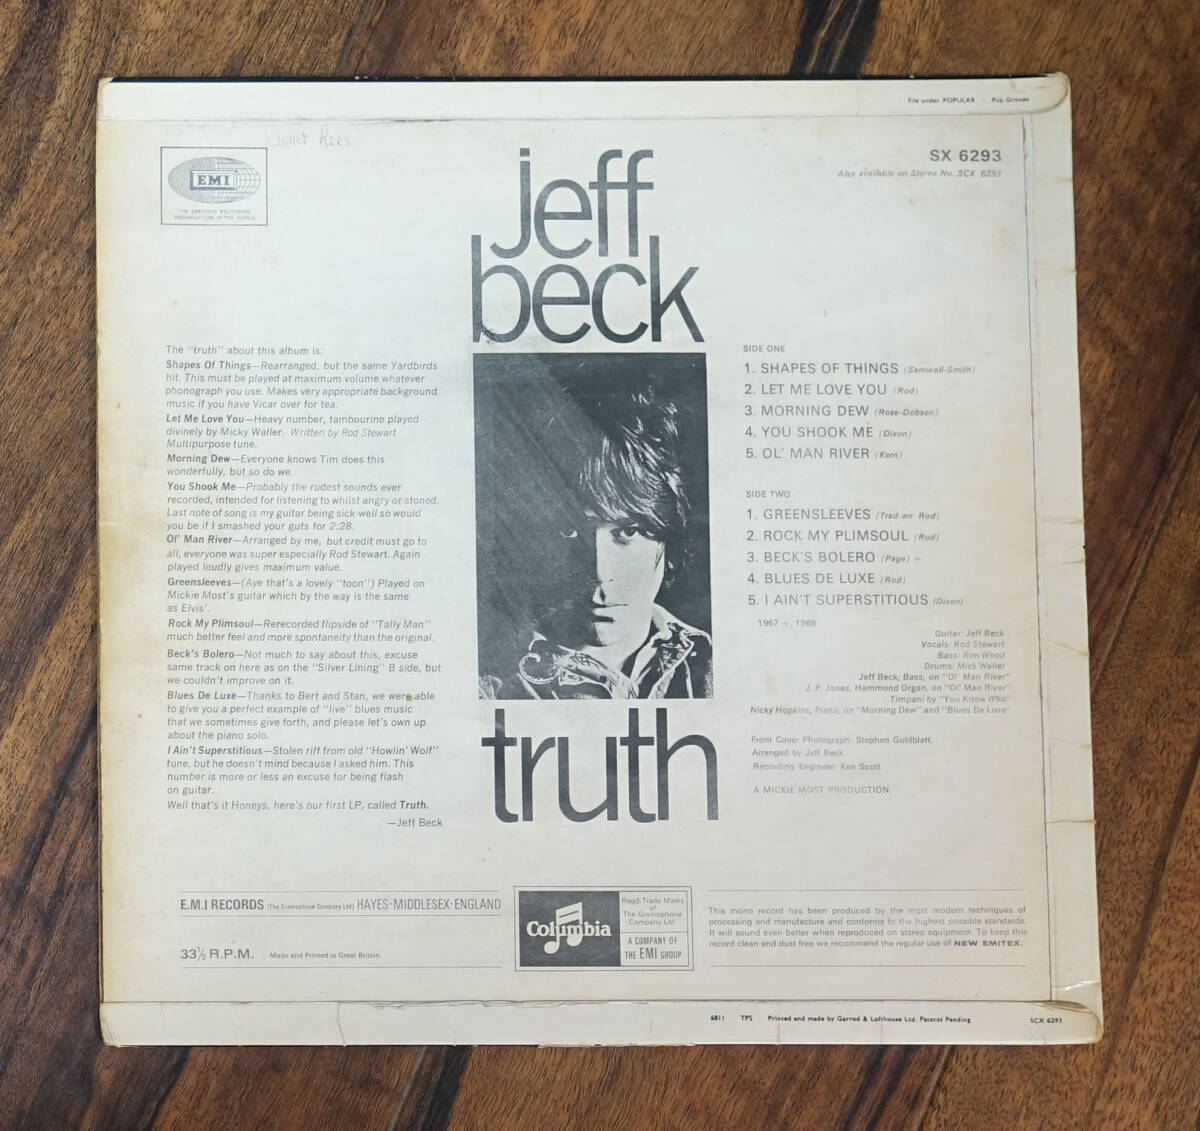 File under POPULAR : Pop Groups
Rees.
EMI
THE GREATEST RECORDING
ORGANISATION IN THE WORLD
SX 6293
Also available on Stereo No. SCX 6293
jeff
beck
The "truth" about this album is:
Shapes Of Things—Rearranged, but the same Yardbirds
hit. This must be played at maximum volume whatever
phonograph you use. Makes very appropriate background
music if you have Vicar over for tea.
Let Me Love You—Heavy number, tambourine played
divinely by Micky Waller. Written by Rod Stewart
Multipurpose tune.
Morning Dew—Everyone knows Tim does this
wonderfully, but so do we.
You Shook Me—Probably the rudest sounds ever
recorded, intended for listening to whilst angry or stoned.
Last note of song is my guitar being sick-well so would
you be if I smashed your guts for 2:28.
Ol' Man River—Arranged by me, but credit must go to
all, everyone was super especially Rod Stewart. Again
played loudly gives maximum value.
Greensleeves—(Aye that's a lovely "toon") Played on
Mickie Most's guitar which by the way is the same
as Elvis'.
Rock My Plimsoul—Rerecorded flipside of "Tally Man"
much better feel and more spontaneity than the original.
Beck's Bolero—Not much to say about this, excuse
same track on here as on the "Silver Lining" B side, but
we couldn't improve on it.
Blues De Luxe—Thanks to Bert and Stan, we were able
to give you a perfect example of "live" blues music
that we sometimes give forth, and please let's own up
about the piano solo.
I Ain't Superstitious—Stolen riff from old "Howlin' Wolf"
tune, but he doesn't mind because I asked him. This
number is more or less an excuse for being flash
on guitar.
Well that's it Honeys, here's our first LP, called Truth.
—Jeff Beck
SIDE ONE
1. SHAPES OF THINGS (Samwell-Smith)
2. LET ME LOVE YOU (Rod)
3. MORNING DEW (Rose-Dobson)
4. YOU SHOOK ME (Dixon)
5. OL' MAN RIVER (Kern)
SIDE TWO
1. GREENSLEEVES (Trad-arr. Rod)
2. ROCK MY PLIMSOUL (Rod)
3. BECK'S BOLERO (Page) +
4. BLUES DE LUXE (Rod)
5. I AIN'T SUPERSTITIOUS (Dixon)
1967 +, 1968
Guitar: Jeff Beck
Vocals: Rod Stewart
Bass: Ron Wood
Drums: Mick Waller
Jeff Beck, Bass, on "Ol' Man River"
J. P. Jones, Hammond Organ, on "Ol' Man River"
Timpani by "You Know Who"
Nicky Hopkins, Piano, on "Morning Dew" and "Blues De Luxe"
Front Cover Photograph: Stephen Goldblatt.
Arranged by Jeff Beck.
Recording Engineer: Ken Scott
A MICKIE MOST PRODUCTION.
truth
E.M.I RECORDS (The Gramophone Company Ltd) HAYES·MIDDLESEX·ENGLAND
33⅓ R.P.M. Made and Printed in Great Britain.
Columbia
Regd. Trade Marks
of
The Gramophone
Company Ltd.
A COMPANY OF
THE EMI GROUP
This mono record has been produced by the most modern techniques of
processing and manufacture and conforms to the highest possible standards.
It will sound even better when reproduced on stereo equipment. To keep this
record clean and dust free we recommend the regular use of NEW EMITEX.
6811 TPS Printed and made by Garrod & Lofthouse Ltd. Patents Pending SCX 6293